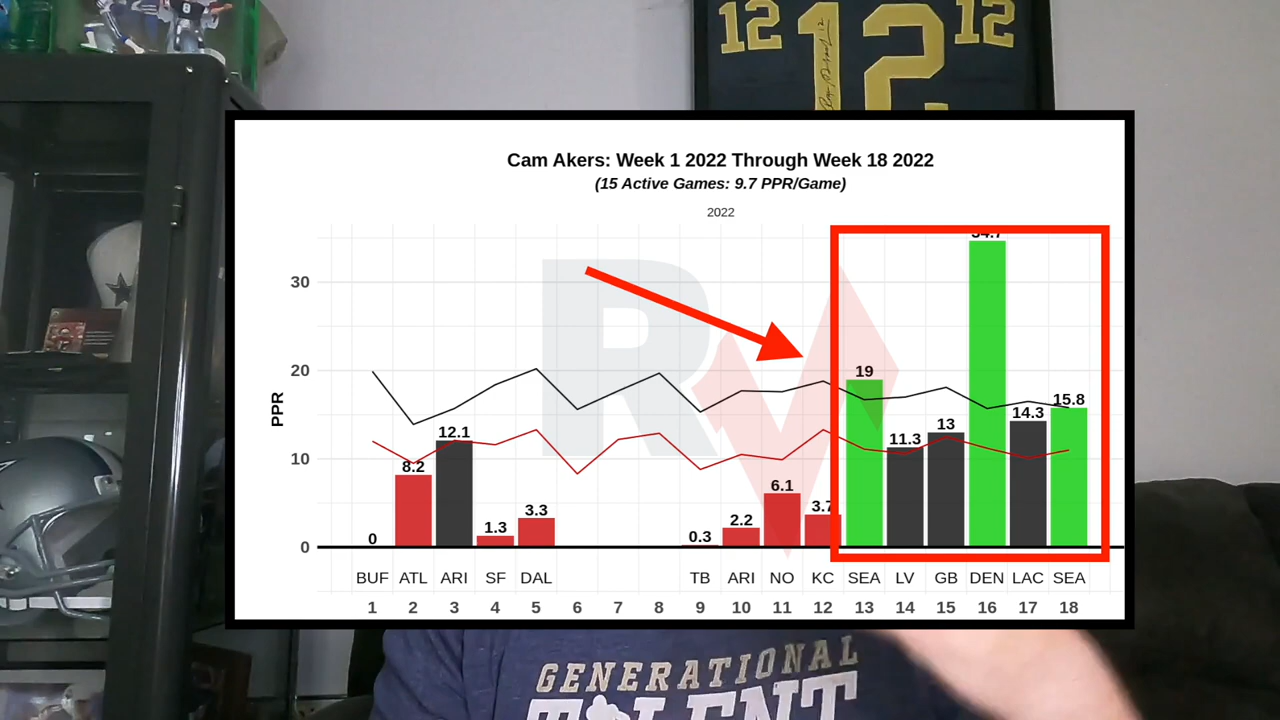 12 12 12
8
Cam Akers: Week 1 2022 Through Week 18 2022
(15 Active Games: 9.7 PPR/Game)
2022
PPR
30
20
10
0
0 8.2 12.1 1.3 3.3 0.3 2.2 6.1 3.7 19 11.3 13 34.7 14.3 15.8
BUF ATL ARI SF DAL TB ARI NO KC SEA LV GB DEN LAC SEA
1 2 3 4 5 6 7 8 9 10 11 12 13 14 15 16 17 18
RV
GENERATIONAL
TALENT